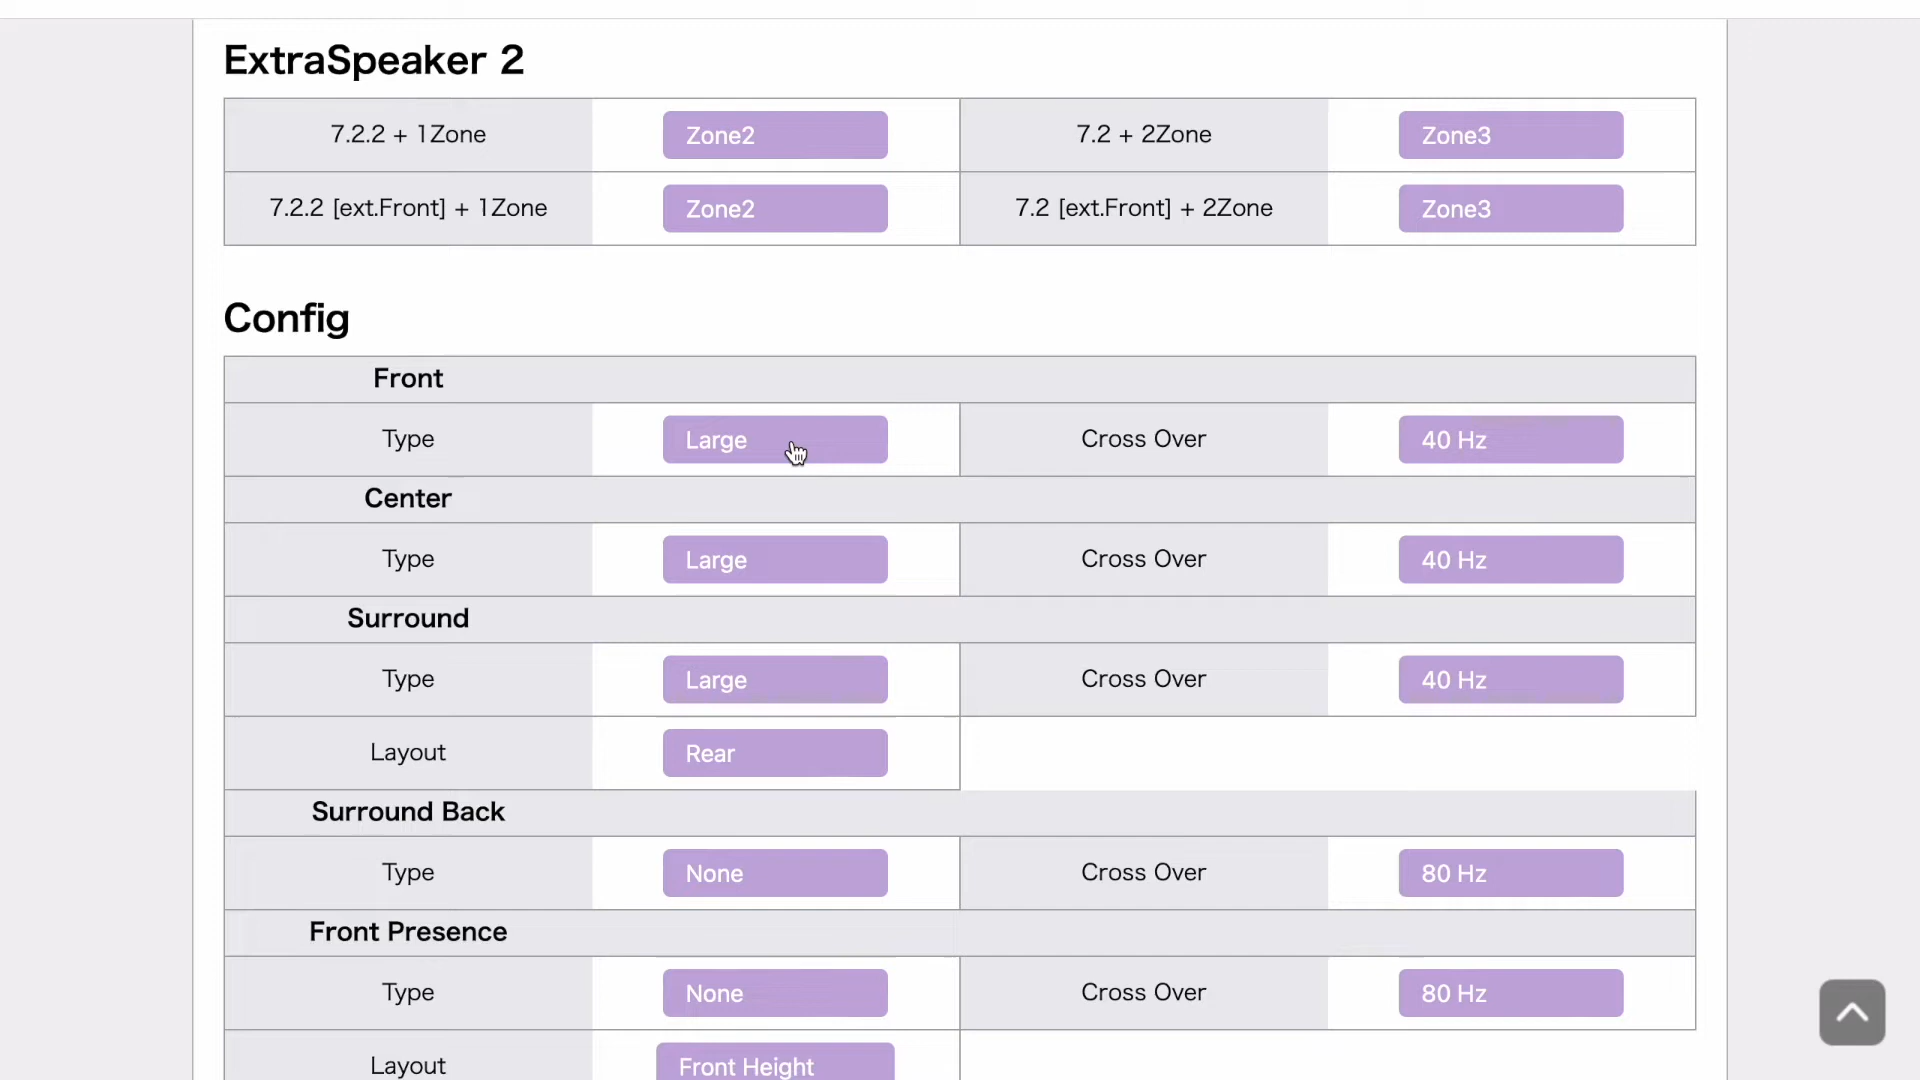 ExtraSpeaker 2
7.2.2 + 1Zone Zone2 7.2 + 2Zone Zone3
7.2.2 [ext.Front] + 1Zone Zone2 7.2 [ext.Front] + 2Zone Zone3
Config
Front
Type Large Cross Over 40 Hz
Center
Type Large Cross Over 40 Hz
Surround
Type Large Cross Over 40 Hz
Layout Rear
Surround Back
Type None Cross Over 80 Hz
Front Presence
Type None Cross Over 80 Hz
Layout Front Height